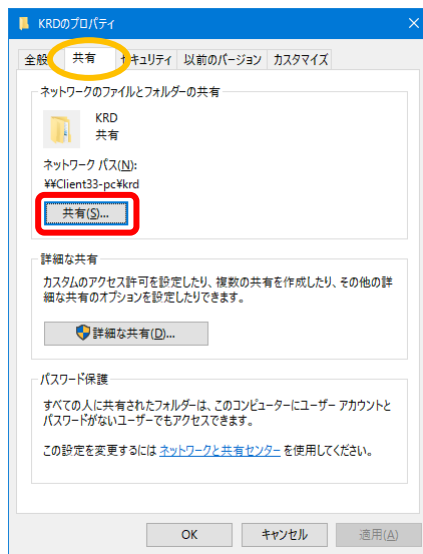 KRDのプロパティ
全般 共有 セキュリティ 以前のバージョン カスタマイズ
ネットワークのファイルとフォルダーの共有
KRD
共有
ネットワーク パス(N):
¥¥Client33-pc¥krd
共有(S)...
詳細な共有
カスタムのアクセス許可を設定したり、複数の共有を作成したり、その他の詳
細な共有のオプションを設定したりできます。
詳細な共有(D)...
パスワード保護
すべての人に共有されたフォルダーは、このコンピューターにユーザー アカウントと
パスワードがないユーザーでもアクセスできます。
この設定を変更するには ネットワークと共有センター を使用してください。
OK キャンセル 適用(A)